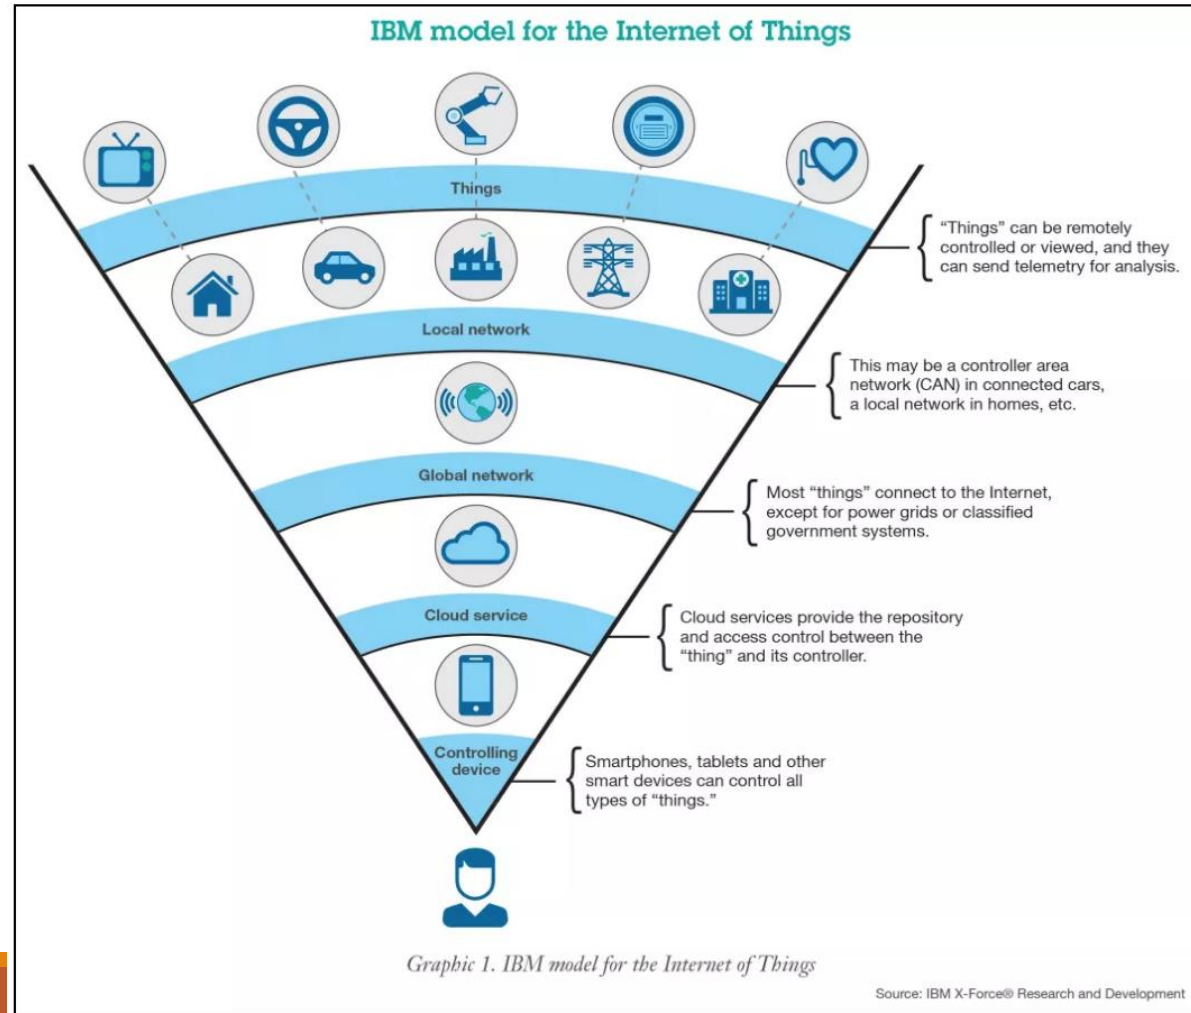 IBM model for the Internet of Things
Things
“Things” can be remotely
controlled or viewed, and they
can send telemetry for analysis.
Local network
This may be a controller area
network (CAN) in connected cars,
a local network in homes, etc.
Global network
Most “things” connect to the Internet,
except for power grids or classified
government systems.
Cloud service
Cloud services provide the repository
and access control between the
“thing” and its controller.
Controlling
device
Smartphones, tablets and other
smart devices can control all
types of “things.”
Graphic 1. IBM model for the Internet of Things
Source: IBM X-Force® Research and Development